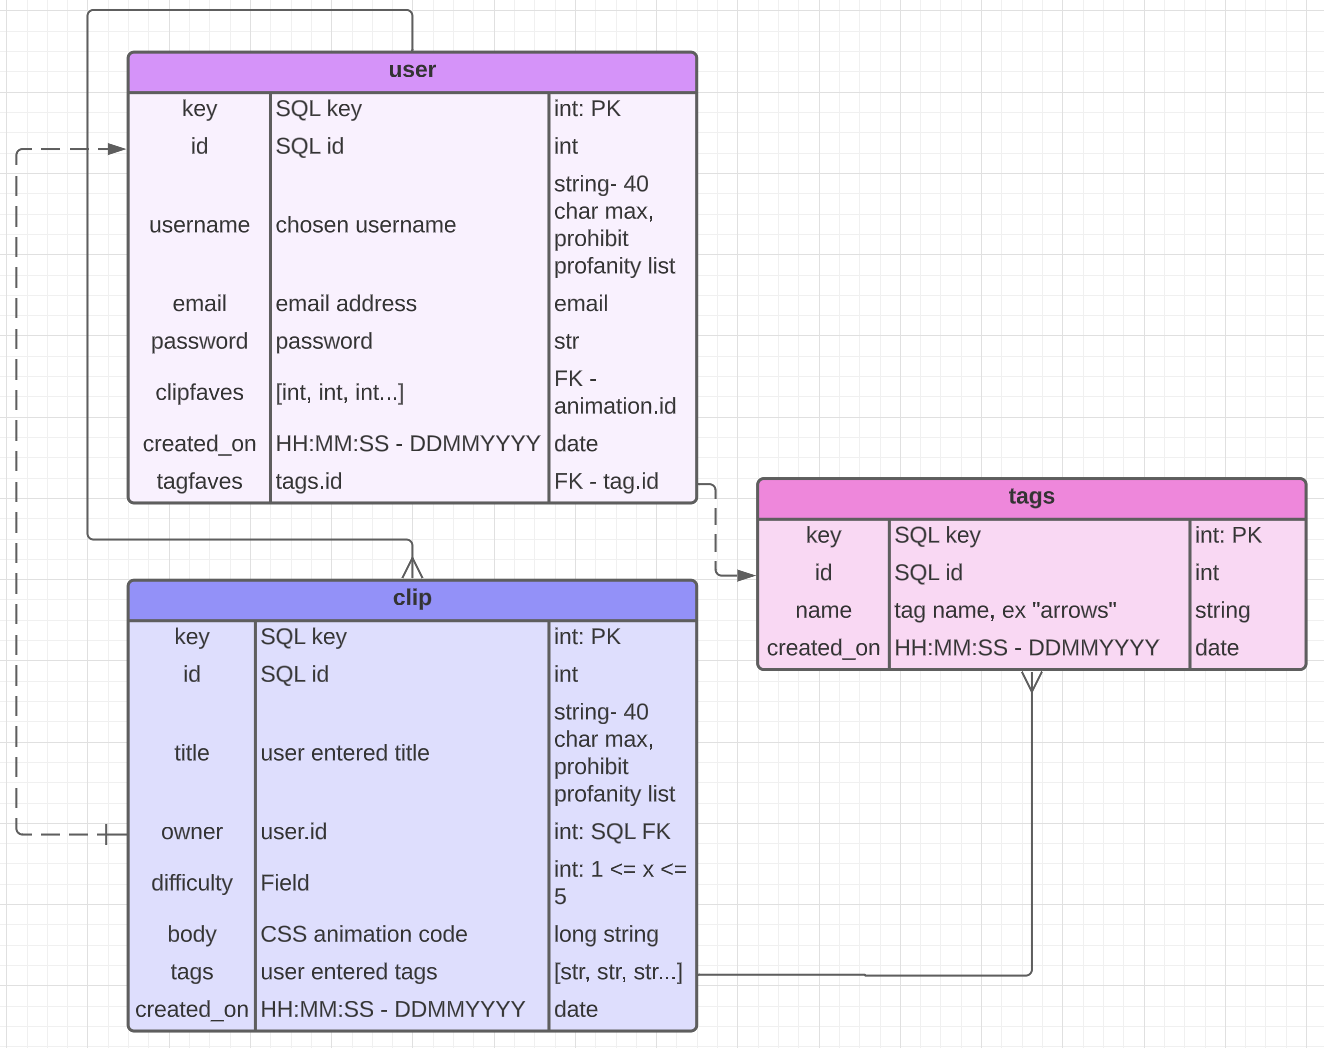 user
key SQL key int: PK
id SQL id int
username chosen username string- 40
char max,
prohibit
profanity list
email email address email
password password str
clipfaves [int, int, int...] FK -
animation.id
created_on HH:MM:SS - DDMMYYYY date
tagfaves tags.id FK - tag.id
tags
key SQL key int: PK
id SQL id int
name tag name, ex "arrows" string
created_on HH:MM:SS - DDMMYYYY date
clip
key SQL key int: PK
id SQL id int
title user entered title string- 40
char max,
prohibit
profanity list
owner user.id int: SQL FK
difficulty Field int: 1 <= x <=
5
body CSS animation code long string
tags user entered tags [str, str, str...]
created_on HH:MM:SS - DDMMYYYY date